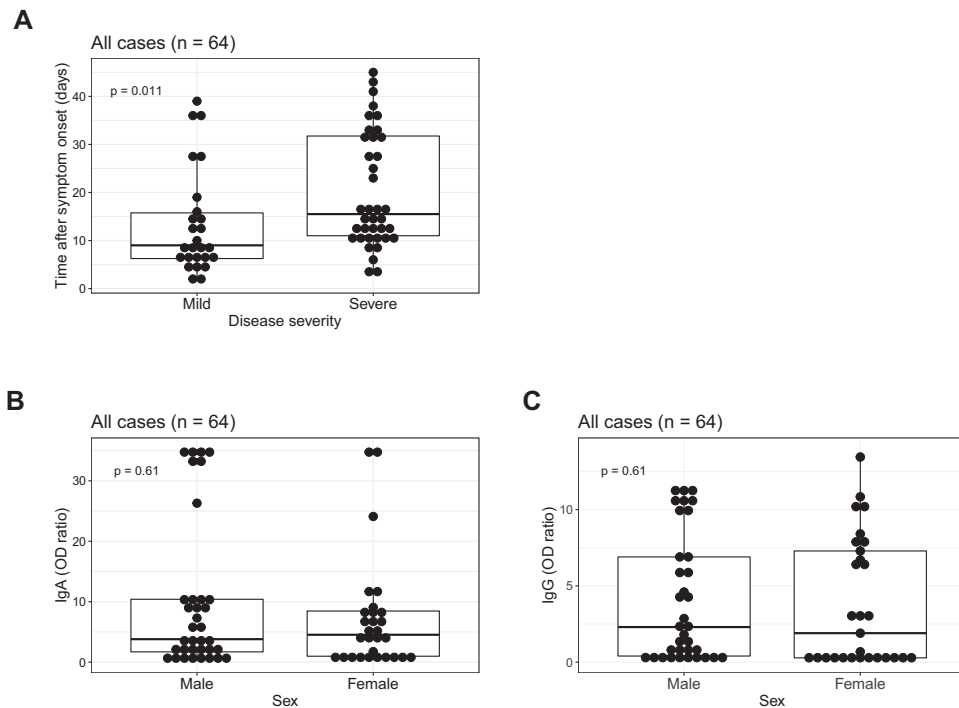 A
All cases (n = 64)
p = 0.011
Time after symptom onset (days)
40
30
20
10
0
Mild
Severe
Disease severity
B
All cases (n = 64)
p = 0.61
IgA (OD ratio)
30
20
10
0
Male
Female
Sex
C
All cases (n = 64)
p = 0.61
IgG (OD ratio)
10
5
0
Male
Female
Sex